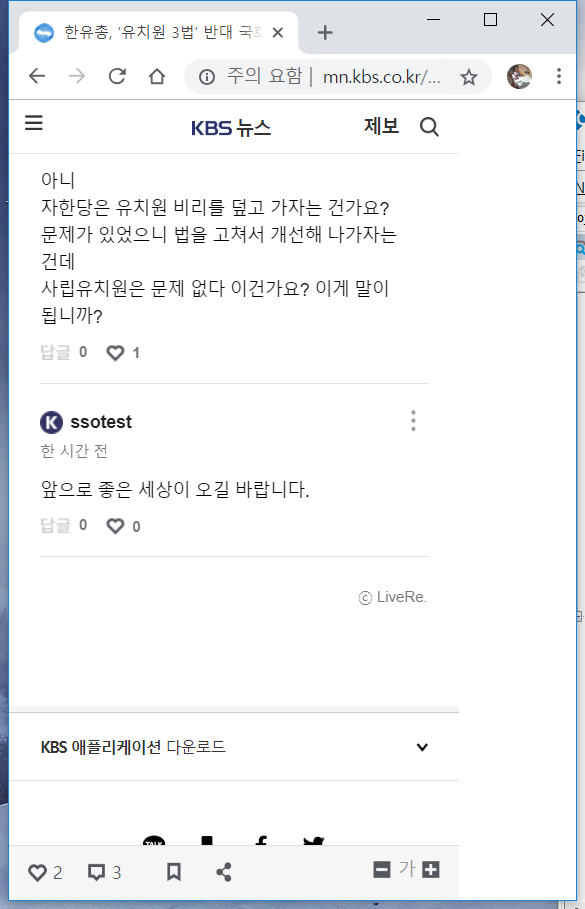 한유총, '유치원 3법' 반대 국회
주의 요함 | mn.kbs.co.kr/...
KBS 뉴스 제보
아니
자한당은 유치원 비리를 덮고 가자는 건가요?
문제가 있었으니 법을 고쳐서 개선해 나가자는
건데
사립유치원은 문제 없다 이건가요? 이게 말이
됩니까?
답글 0 1
K ssotest
한 시간 전
앞으로 좋은 세상이 오길 바랍니다.
답글 0 0
ⓒ LiveRe.
KBS 애플리케이션 다운로드
TALK
2 3 가